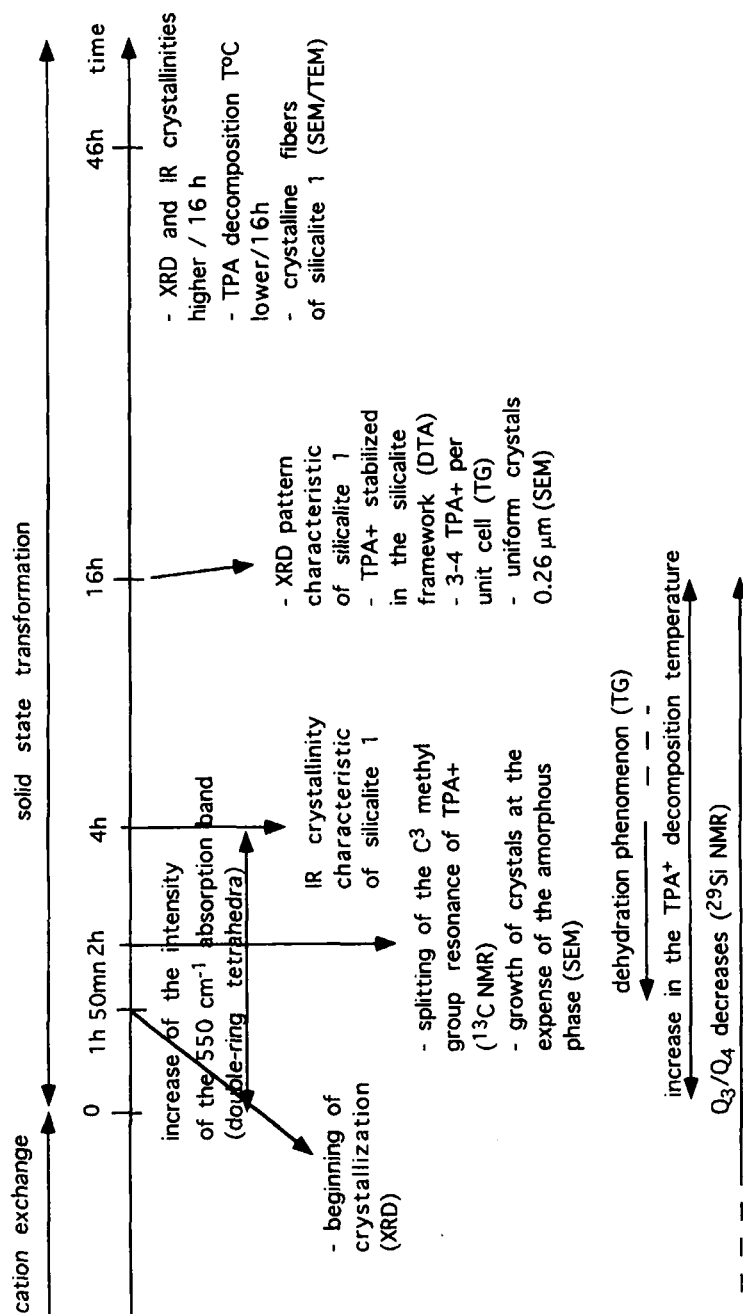 cation exchange
solid state transformation
0
1h 50mn
2h
4h
16h
46h
time
increase of the intensity
of the 550 cm⁻¹ absorption band
(double-ring tetrahedra)
- beginning of
crystallization
(XRD)
IR crystallinity
characteristic
of silicalite 1
- splitting of the C³ methyl
group resonance of TPA+
(¹³C NMR)
- growth of crystals at the
expense of the amorphous
phase (SEM)
- XRD pattern
characteristic
of silicalite 1
- TPA+ stabilized
in the silicalite
framework (DTA)
- 3-4 TPA+ per
unit cell (TG)
- uniform crystals
0.26 µm (SEM)
- XRD and IR crystallinities
higher / 16 h
- TPA decomposition T°C
lower/16h
- crystalline fibers
of silicalite 1 (SEM/TEM)
dehydration phenomenon (TG)
increase in the TPA⁺ decomposition temperature
Q₃/Q₄ decreases (²⁹Si NMR)